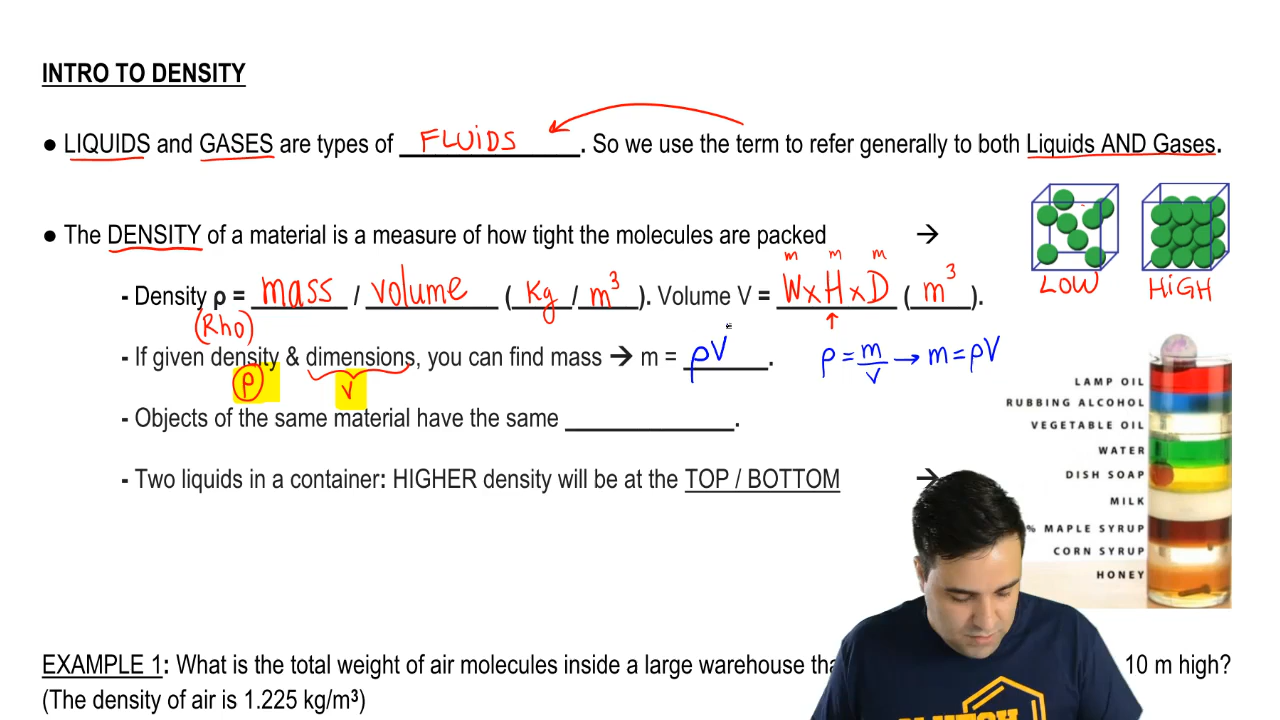 INTRO TO DENSITY
● LIQUIDS and GASES are types of FLUIDS. So we use the term to refer generally to both Liquids AND Gases.
● The DENSITY of a material is a measure of how tight the molecules are packed →
m m m
- Density ρ = mass / volume (Kg/m³). Volume V = WxHxD (m³).
LOW HIGH
(Rho)
- If given density & dimensions, you can find mass → m = ρV. ρ = m/V → m = ρV
ρ V
- Objects of the same material have the same ____.
- Two liquids in a container: HIGHER density will be at the TOP / BOTTOM →
LAMP OIL
RUBBING ALCOHOL
VEGETABLE OIL
WATER
DISH SOAP
MILK
% MAPLE SYRUP
CORN SYRUP
HONEY
EXAMPLE 1: What is the total weight of air molecules inside a large warehouse 10 m high?
(The density of air is 1.225 kg/m³)
CLUTCH